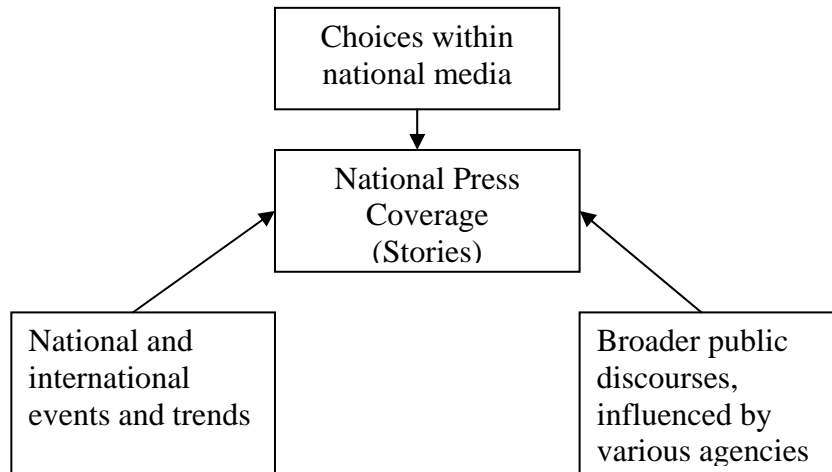 Choices within
national media
National Press
Coverage
(Stories)
National and
international
events and trends
Broader public
discourses,
influenced by
various agencies